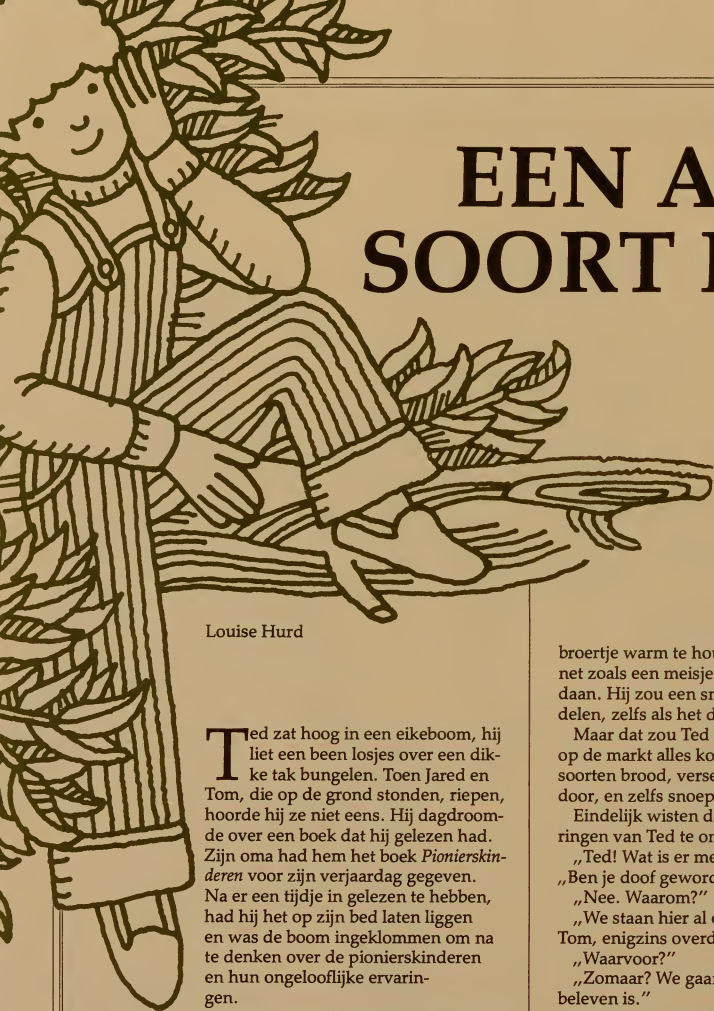 EEN A
SOORT
Louise Hurd
Ted zat hoog in een eikeboom, hij
liet een been losjes over een dik-
ke tak bungelen. Toen Jared en
Tom, die op de grond stonden, riepen,
hoorde hij ze niet eens. Hij dagdroom-
de over een boek dat hij gelezen had.
Zijn oma had hem het boek Pionierskin-
deren voor zijn verjaardag gegeven.
Na er een tijdje in gelezen te hebben,
had hij het op zijn bed laten liggen
en was de boom ingeklommen om na
te denken over de pionierskinderen
en hun ongelooflijke ervarin-
gen.
broertje warm te hou
net zoals een meisje
daan. Hij zou een sn
delen, zelfs als het d
Maar dat zou Ted
op de markt alles ko
soorten brood, verse
door, en zelfs snoep
Eindelijk wisten d
ringen van Ted te on
„Ted! Wat is er me
„Ben je doof geword
„Nee. Waarom?”
„We staan hier al e
Tom, enigzins overd
„Waarvoor?”
„Zomaar? We gaan
beleven is.”